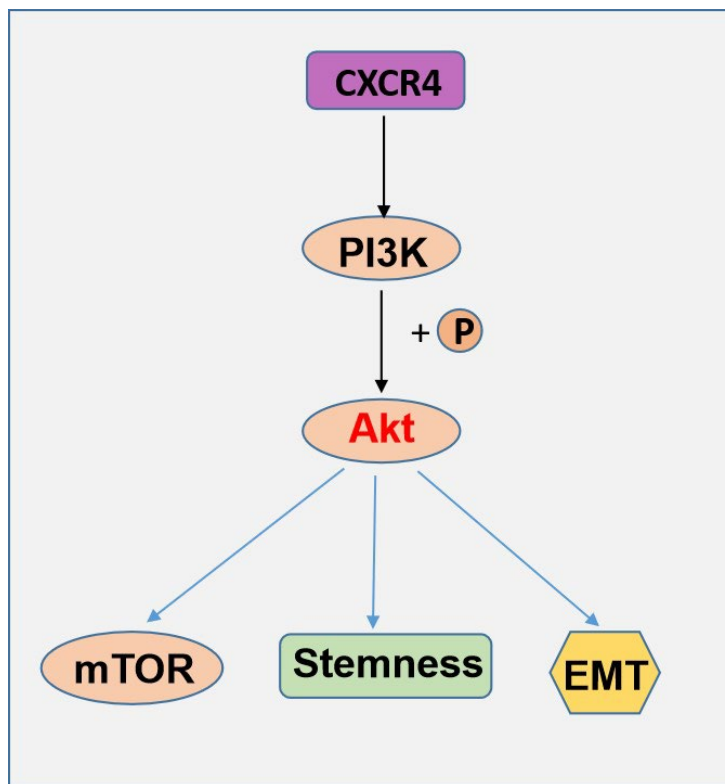 CXCR4
PI3K
+ P
Akt
mTOR
Stemness
EMT